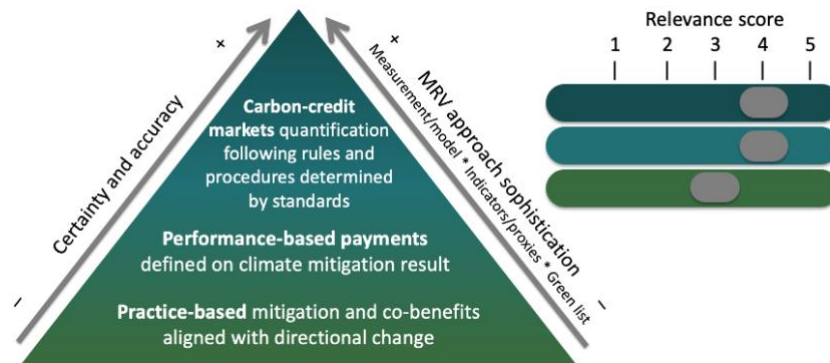 Relevance score
1 2 3 4 5
+
+
Certainty and accuracy
MRV approach sophistication
Measurement/model * Indicators/proxies * Green list
Carbon-credit
markets quantification
following rules and
procedures determined
by standards
Performance-based payments
defined on climate mitigation result
Practice-based mitigation and co-benefits
aligned with directional change
–
–